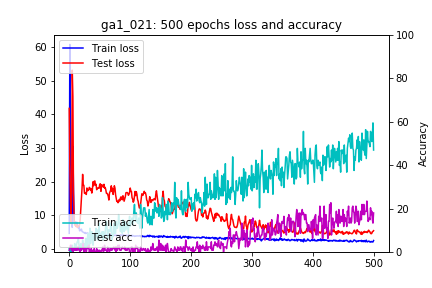 ga1_021: 500 epochs loss and accuracy
Train loss
Test loss
Train acc
Test acc
Loss
Accuracy
60
50
40
30
20
10
0
100
80
60
40
20
0
0 100 200 300 400 500